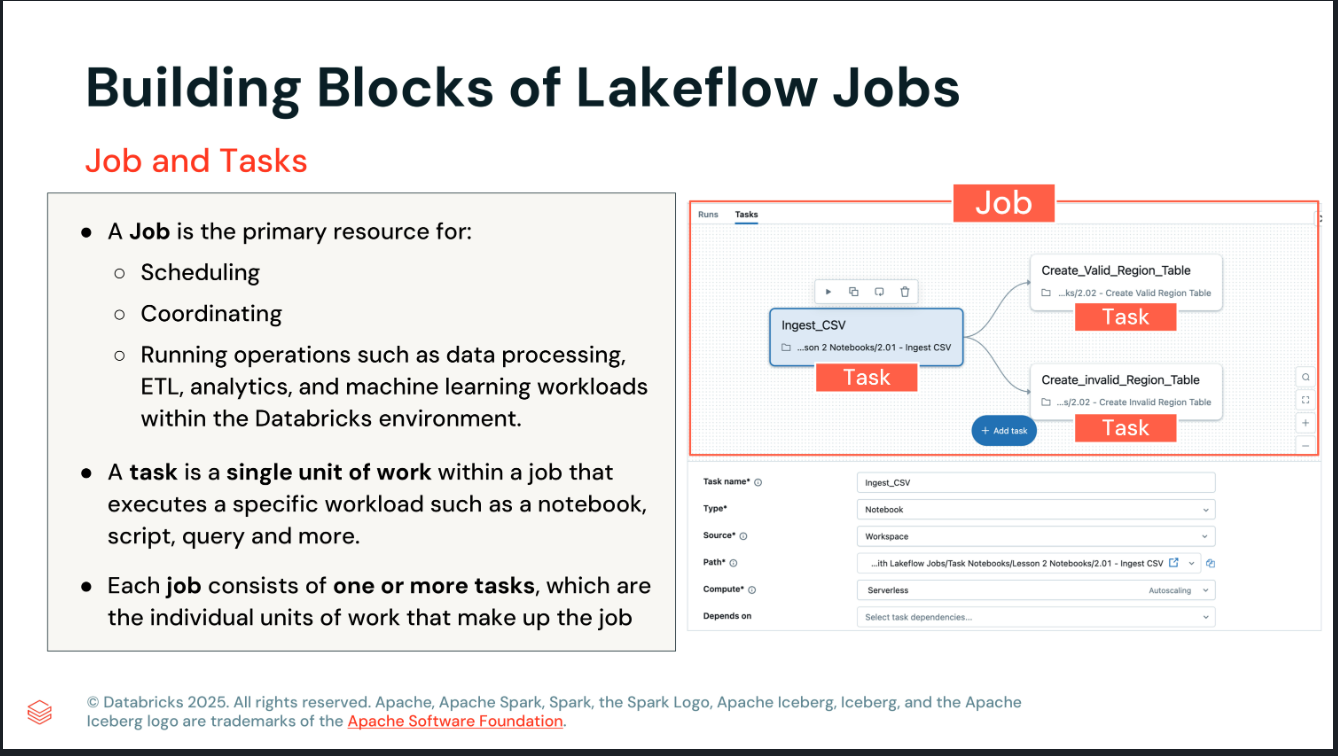 Building Blocks of Lakeflow Jobs
Job and Tasks
● A Job is the primary resource for:
○ Scheduling
○ Coordinating
○ Running operations such as data processing,
ETL, analytics, and machine learning workloads
within the Databricks environment.
● A task is a single unit of work within a job that
executes a specific workload such as a notebook,
script, query and more.
● Each job consists of one or more tasks, which are
the individual units of work that make up the job
Job
Runs Tasks
Ingest_CSV
...son 2 Notebooks/2.01 - Ingest CSV
Task
Create_Valid_Region_Table
...ks/2.02 - Create Valid Region Table
Task
Create_invalid_Region_Table
...s/2.02 - Create Invalid Region Table
Task
+ Add task
Task name* Ingest_CSV
Type* Notebook
Source* Workspace
Path* ...ith Lakeflow Jobs/Task Notebooks/Lesson 2 Notebooks/2.01 - Ingest CSV
Compute* Serverless Autoscaling
Depends on Select task dependencies...
© Databricks 2025. All rights reserved. Apache, Apache Spark, Spark, the Spark Logo, Apache Iceberg, Iceberg, and the Apache
Iceberg logo are trademarks of the Apache Software Foundation.